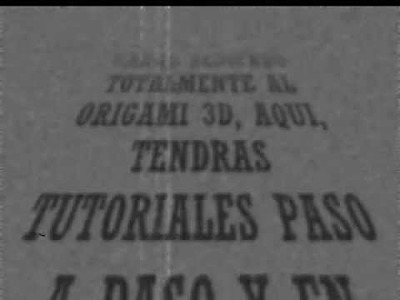 TOTALMENTE AL
ORIGAMI 3D, AQUI,
TENDRAS
TUTORIALES PASO
A PASO Y EN